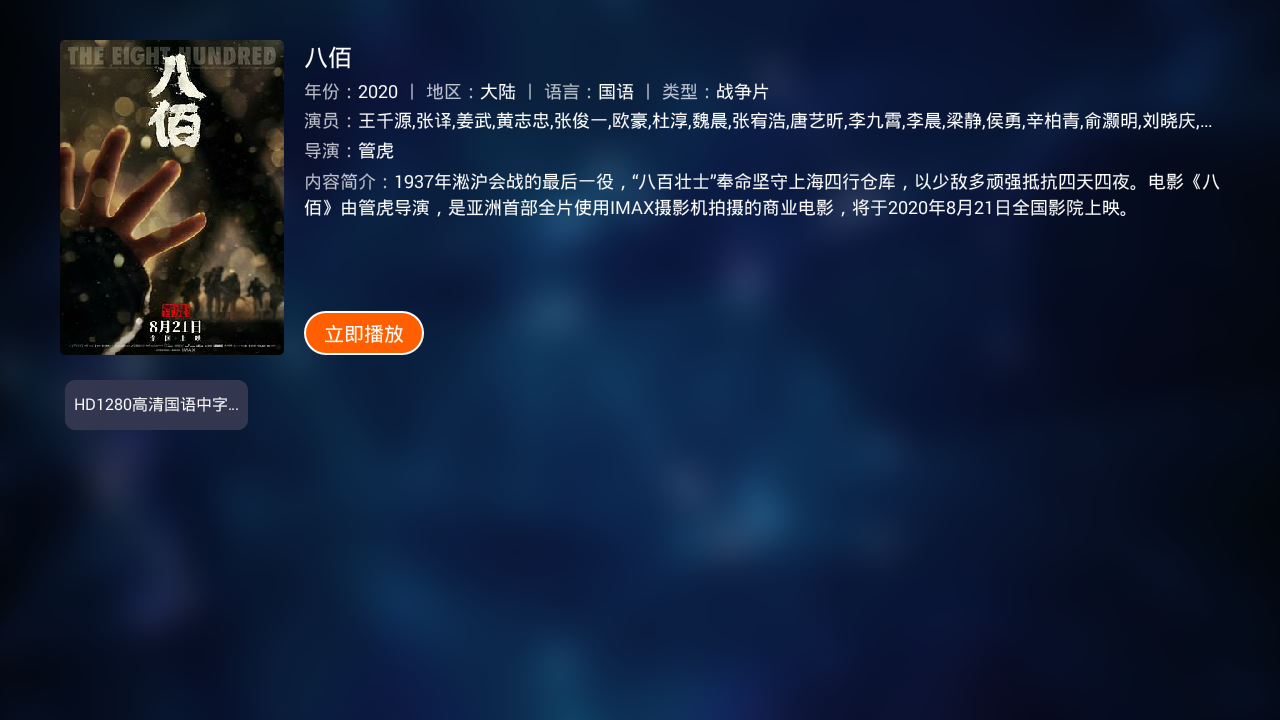 THE EIGHT HUNDRED
八佰
8月21日
全国·上映
八佰
年份：2020 | 地区：大陆 | 语言：国语 | 类型：战争片
演员：王千源,张译,姜武,黄志忠,张俊一,欧豪,杜淳,魏晨,张宥浩,唐艺昕,李九霄,李晨,梁静,侯勇,辛柏青,俞灏明,刘晓庆,...
导演：管虎
内容简介：1937年淞沪会战的最后一役，“八百壮士”奉命坚守上海四行仓库，以少敌多顽强抵抗四天四夜。电影《八
佰》由管虎导演，是亚洲首部全片使用IMAX摄影机拍摄的商业电影，将于2020年8月21日全国影院上映。
立即播放
HD1280高清国语中字...